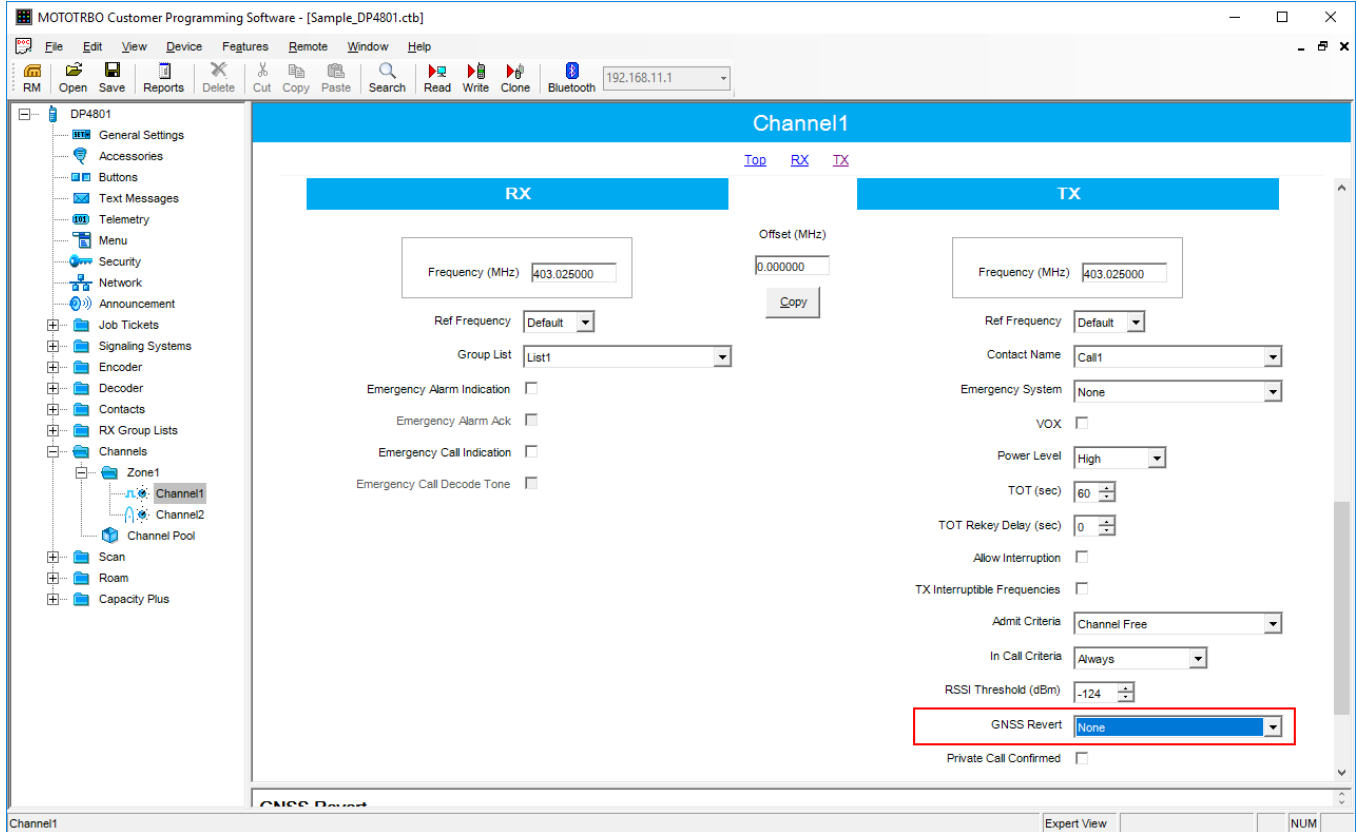 MOTOTRBO Customer Programming Software - [Sample_DP4801.ctb]
File Edit View Device Features Remote Window Help
RM Open Save Reports Delete Cut Copy Paste Search Read Write Clone Bluetooth 192.168.11.1
DP4801
General Settings
Accessories
Buttons
Text Messages
Telemetry
Menu
Security
Network
Announcement
Job Tickets
Signaling Systems
Encoder
Decoder
Contacts
RX Group Lists
Channels
Zone1
Channel1
Channel2
Channel Pool
Scan
Roam
Capacity Plus
Channel1
Top RX TX
RX
Frequency (MHz) 403.025000
Ref Frequency Default
Group List List1
Emergency Alarm Indication
Emergency Alarm Ack
Emergency Call Indication
Emergency Call Decode Tone
Offset (MHz)
0.000000
Copy
TX
Frequency (MHz) 403.025000
Ref Frequency Default
Contact Name Call1
Emergency System None
VOX
Power Level High
TOT (sec) 60
TOT Rekey Delay (sec) 0
Allow Interruption
TX Interruptible Frequencies
Admit Criteria Channel Free
In Call Criteria Always
RSSI Threshold (dBm) -124
GNSS Revert None
Private Call Confirmed
GNSS Revert
Channel1 Expert View NUM